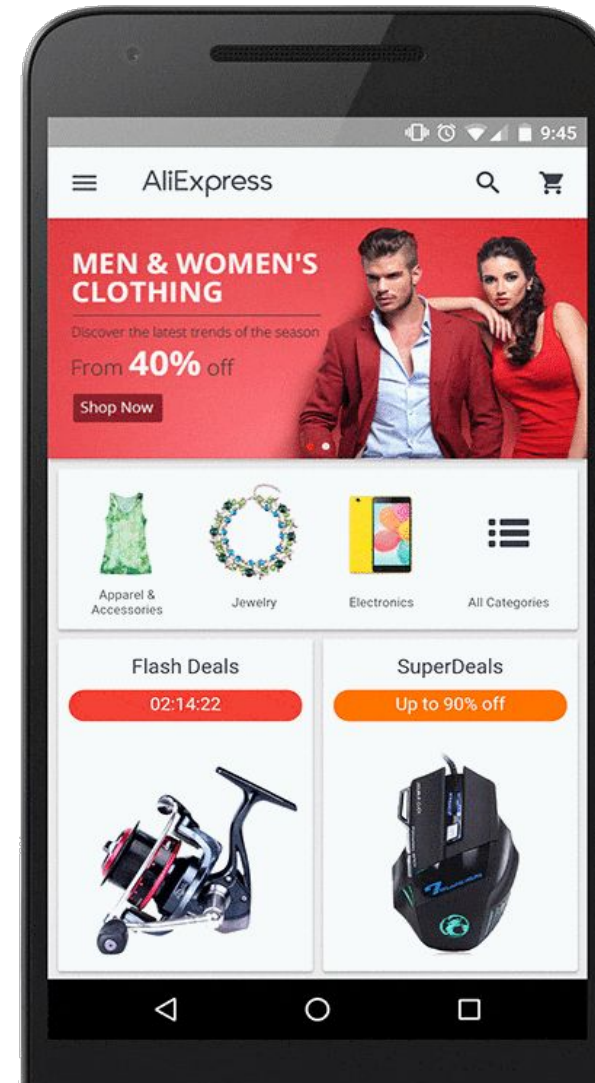 9:45
AliExpress
MEN & WOMEN'S
CLOTHING
Discover the latest trends of the season
From 40% off
Shop Now
Apparel &
Accessories
Jewelry
Electronics
All Categories
Flash Deals
02:14:22
SuperDeals
Up to 90% off
7